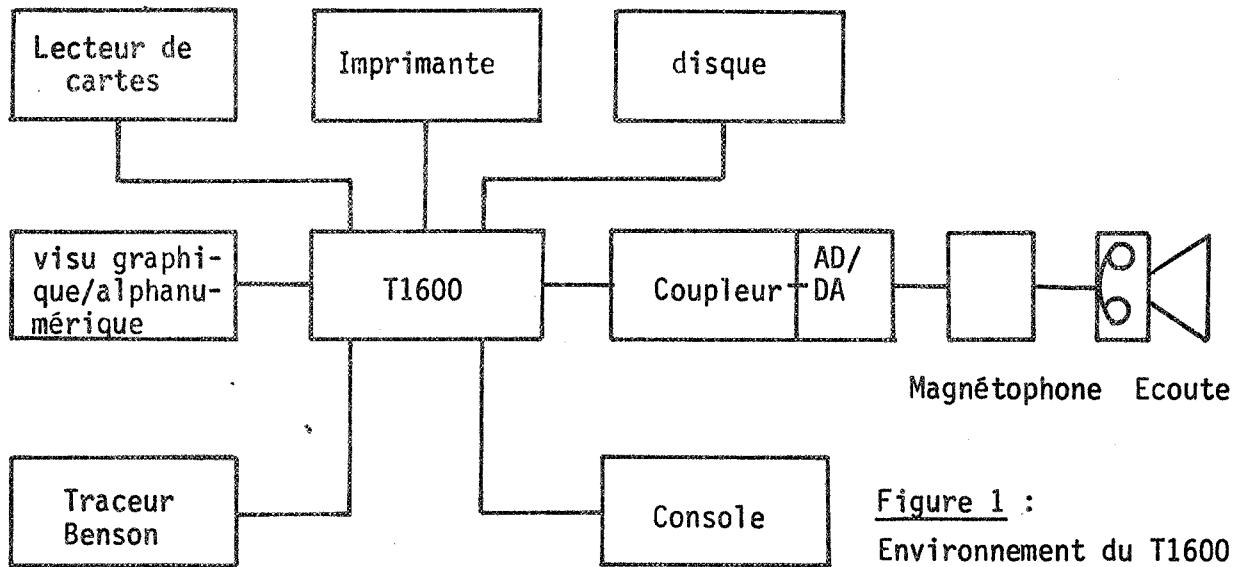 Lecteur de
cartes
Imprimante
disque
visu graphi-
que/alphanu-
mérique
T1600
Coupleur
AD/
DA
Magnétophone
Ecoute
Traceur
Benson
Console
Figure 1 :
Environnement du T1600